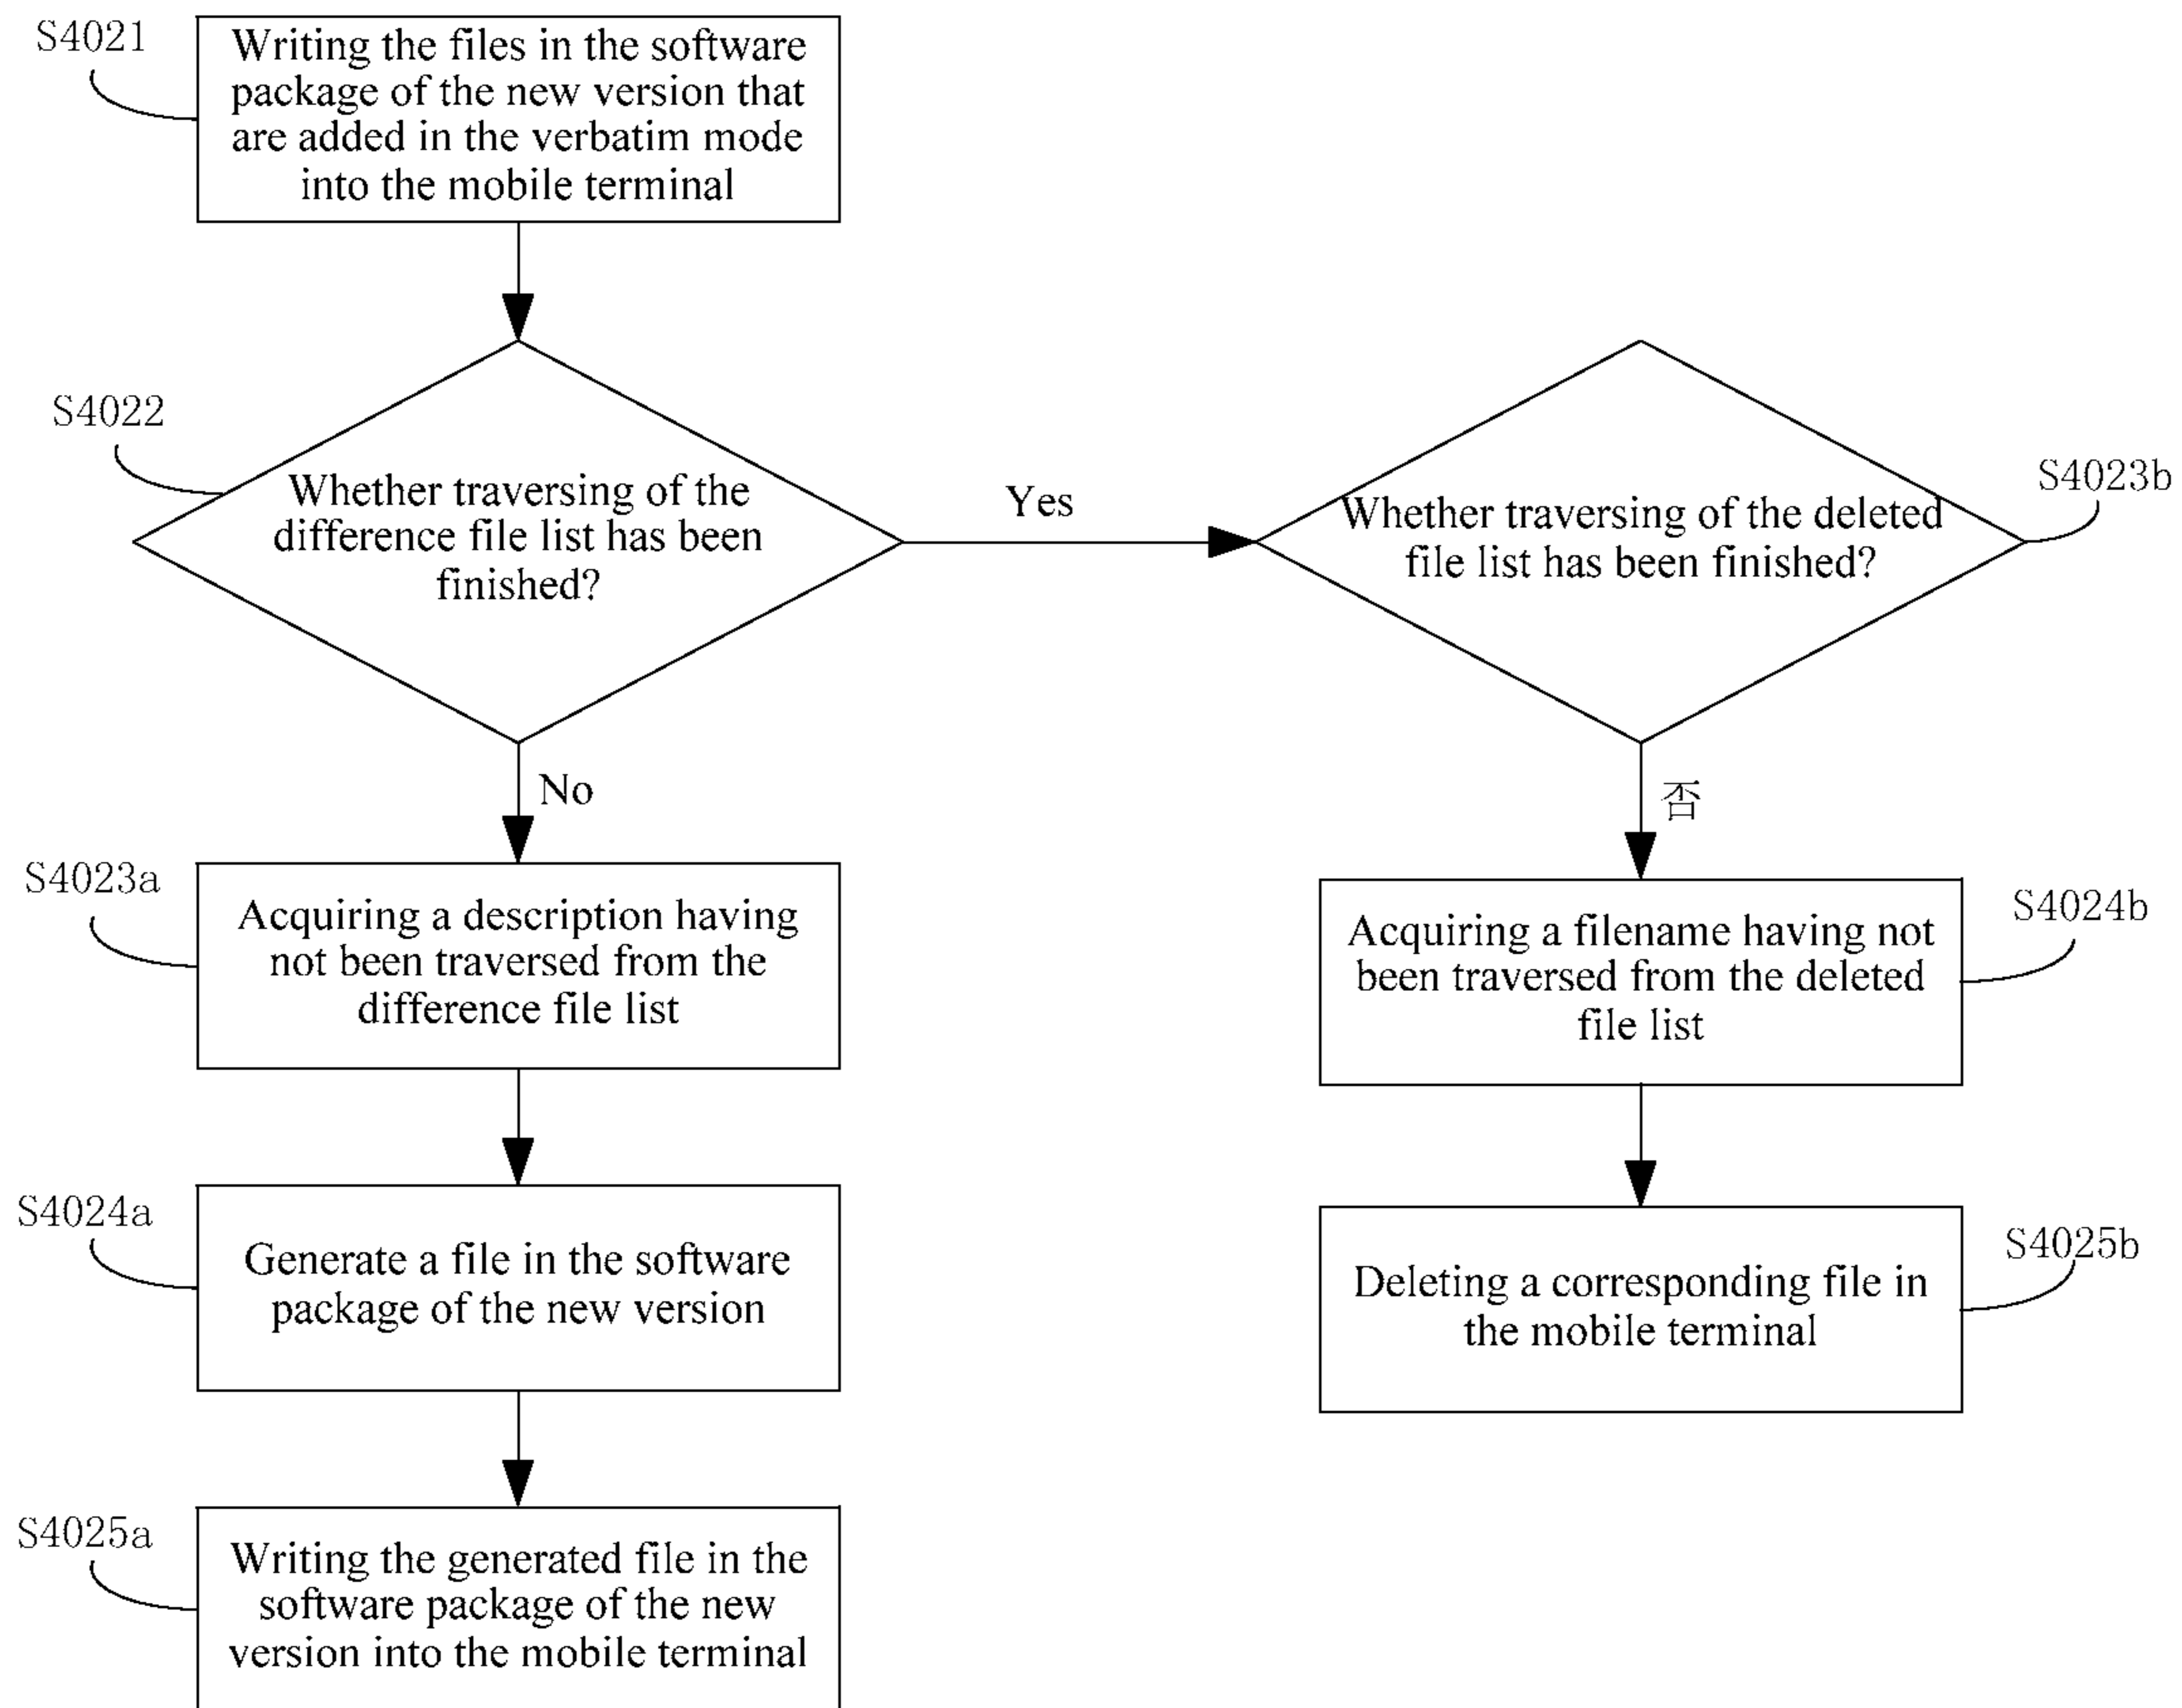 S4021
Writing the files in the software
package of the new version that
are added in the verbatim mode
into the mobile terminal
S4022
Whether traversing of the
difference file list has been
finished?
Yes
Whether traversing of the deleted
file list has been finished?
S4023b
No
否
S4023a
Acquiring a description having
not been traversed from the
difference file list
Acquiring a filename having not
been traversed from the deleted
file list
S4024b
S4024a
Generate a file in the software
package of the new version
Deleting a corresponding file in
the mobile terminal
S4025b
S4025a
Writing the generated file in the
software package of the new
version into the mobile terminal